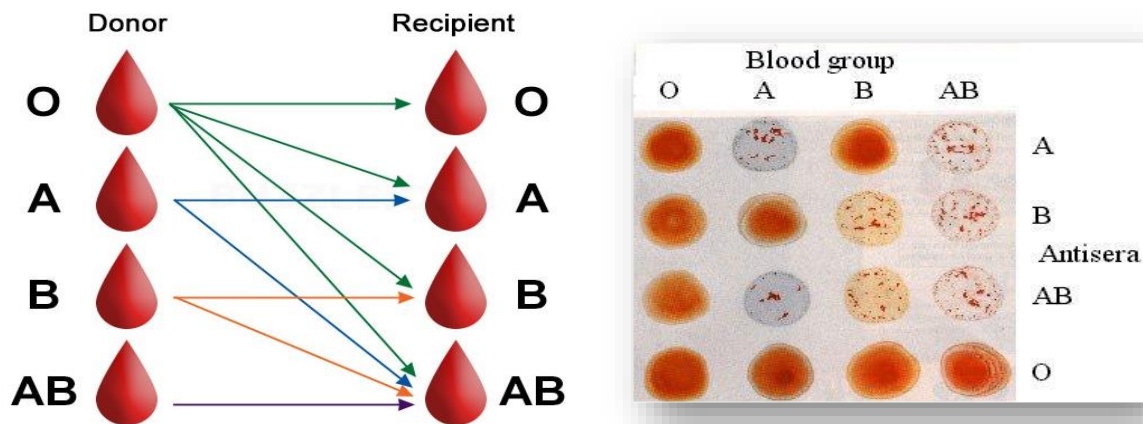 Donor Recipient
O O
A A
B B
AB AB
Blood group
O A B AB
A
B
Antisera
AB
O